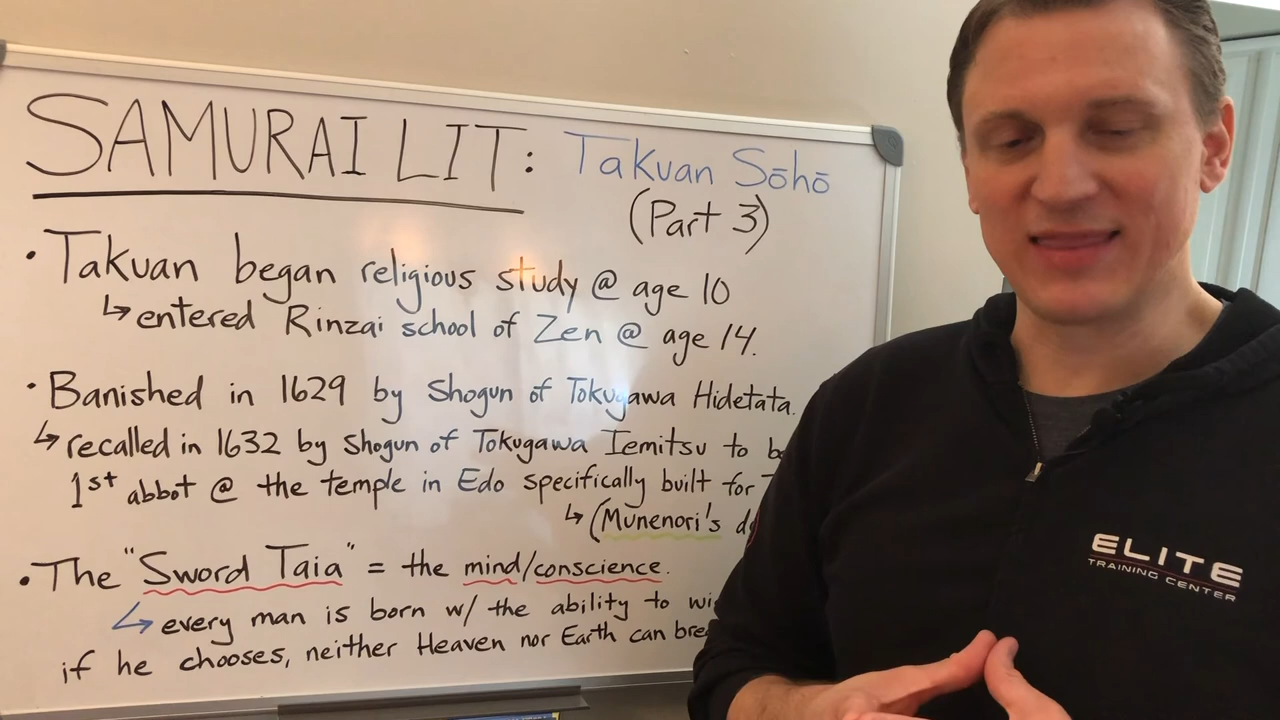 SAMURAI LIT: Takuan Sōhō
(Part 3)
• Takuan began religious study @ age 10
↳ entered Rinzai school of Zen @ age 14.
• Banished in 1629 by Shogun of Tokugawa Hidetata.
↳ recalled in 1632 by Shogun of Tokugawa Iemitsu to
1st abbot @ the temple in Edo specifically built for
↳ (Munenori's
• The "Sword Taia" = the mind/conscience.
↳ every man is born w/ the ability to
if he chooses, neither Heaven nor Earth can
ELITE
TRAINING CENTER